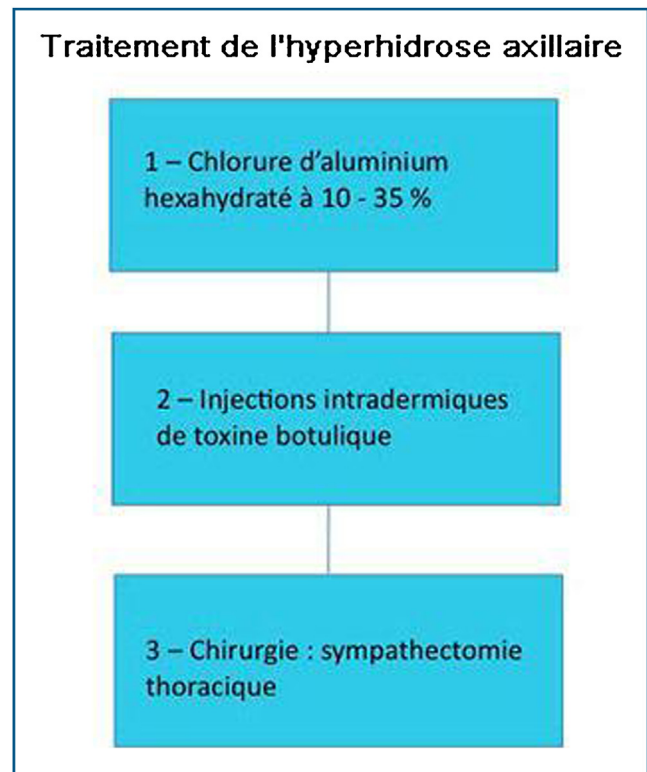 Traitement de l'hyperhidrose axillaire
1 – Chlorure d'aluminium
hexahydraté à 10 - 35 %
2 – Injections intradermiques
de toxine botulique
3 – Chirurgie : sympathectomie
thoracique